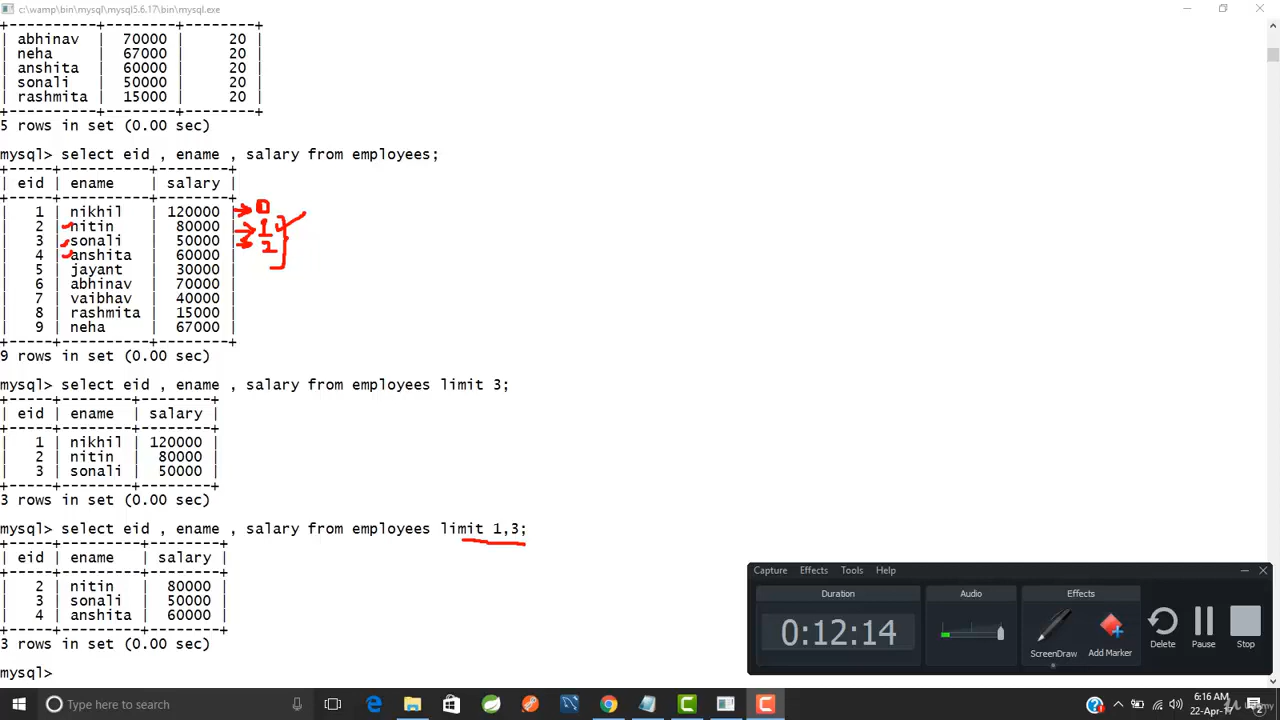 c:\wamp\bin\mysql\mysql5.6.17\bin\mysql.exe
+----------+--------+--------+
| abhinav | 70000 | 20 |
| neha | 67000 | 20 |
| anshita | 60000 | 20 |
| sonali | 50000 | 20 |
| rashmita | 15000 | 20 |
+----------+--------+--------+
5 rows in set (0.00 sec)
mysql> select eid , ename , salary from employees;
+-----+----------+--------+
| eid | ename | salary |
+-----+----------+--------+
| 1 | nikhil | 120000 | 0
| 2 | nitin | 80000 | 1
| 3 | sonali | 50000 | 2
| 4 | anshita | 60000 |
| 5 | jayant | 30000 |
| 6 | abhinav | 70000 |
| 7 | vaibhav | 40000 |
| 8 | rashmita | 15000 |
| 9 | neha | 67000 |
+-----+----------+--------+
9 rows in set (0.00 sec)
mysql> select eid , ename , salary from employees limit 3;
+-----+--------+--------+
| eid | ename | salary |
+-----+--------+--------+
| 1 | nikhil | 120000 |
| 2 | nitin | 80000 |
| 3 | sonali | 50000 |
+-----+--------+--------+
3 rows in set (0.00 sec)
mysql> select eid , ename , salary from employees limit 1,3;
+-----+---------+--------+
| eid | ename | salary |
+-----+---------+--------+
| 2 | nitin | 80000 |
| 3 | sonali | 50000 |
| 4 | anshita | 60000 |
+-----+---------+--------+
3 rows in set (0.00 sec)
mysql>
Capture Effects Tools Help
Duration Audio Effects
0:12:14
ScreenDraw Add Marker Delete Pause Stop
Type here to search
6:16 AM
22-Apr-17